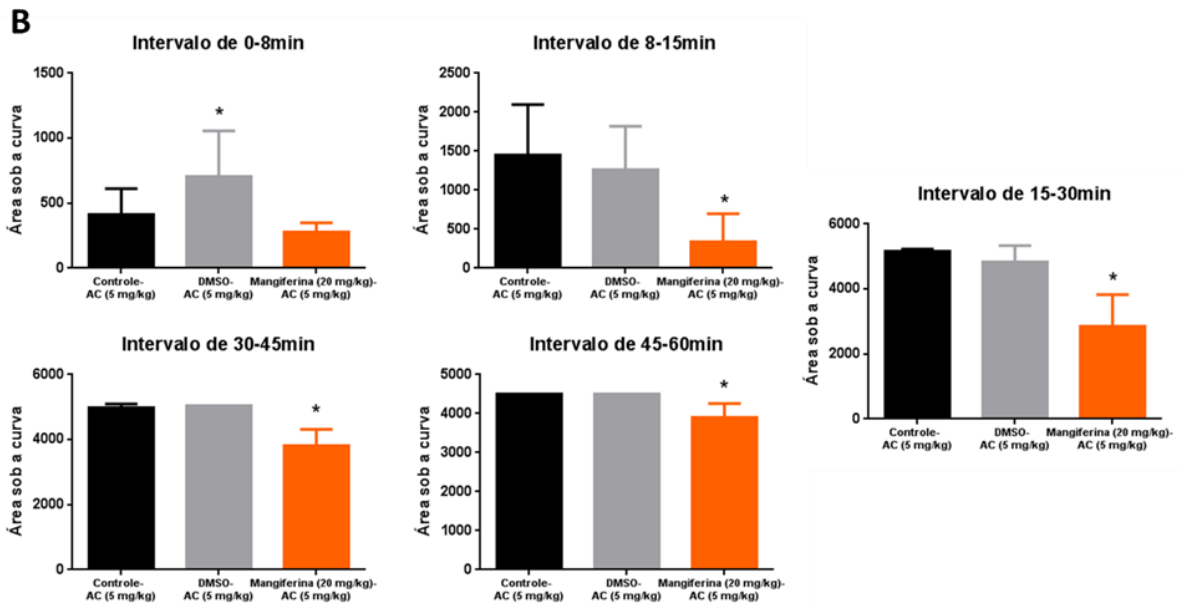 B
Intervalo de 0-8min
Área sob a curva
1500
1000
500
0
*
Controle-
AC (5 mg/kg)
DMSO-
AC (5 mg/kg)
Mangiferina (20 mg/kg)-
AC (5 mg/kg)
Intervalo de 8-15min
Área sob a curva
2500
2000
1500
1000
500
0
*
Controle-
AC (5 mg/kg)
DMSO-
AC (5 mg/kg)
Mangiferina (20 mg/kg)-
AC (5 mg/kg)
Intervalo de 15-30min
Área sob a curva
6000
4000
2000
0
*
Controle-
AC (5 mg/kg)
DMSO-
AC (5 mg/kg)
Mangiferina (20 mg/kg)-
AC (5 mg/kg)
Intervalo de 30-45min
Área sob a curva
6000
4000
2000
0
*
Controle-
AC (5 mg/kg)
DMSO-
AC (5 mg/kg)
Mangiferina (20 mg/kg)-
AC (5 mg/kg)
Intervalo de 45-60min
Área sob a curva
5000
4000
3000
2000
1000
0
*
Controle-
AC (5 mg/kg)
DMSO-
AC (5 mg/kg)
Mangiferina (20 mg/kg)-
AC (5 mg/kg)